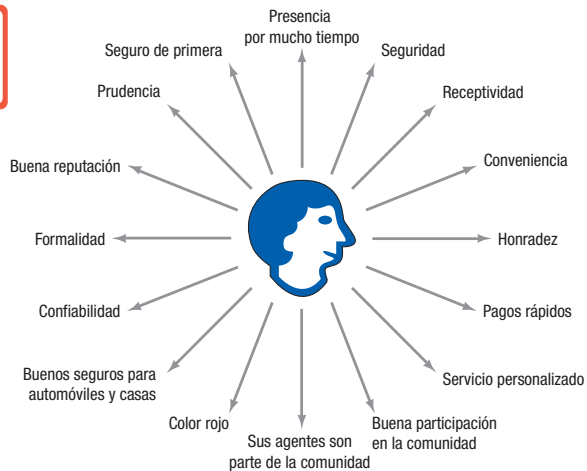 Presencia
por mucho tiempo
Seguro de primera
Seguridad
Prudencia
Receptividad
Buena reputación
Conveniencia
Formalidad
Honradez
Confiabilidad
Pagos rápidos
Buenos seguros para
automóviles y casas
Servicio personalizado
Color rojo
Sus agentes son
parte de la comunidad
Buena participación
en la comunidad